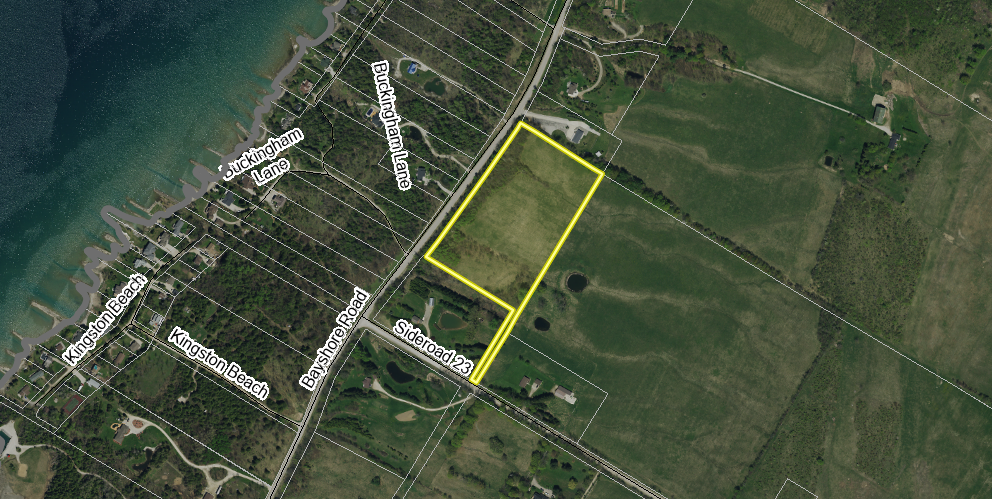 Buckingham Lane
Buckingham
Lane
Kingston Beach
Kingston Beach
Bayshore Road
Sideroad 23